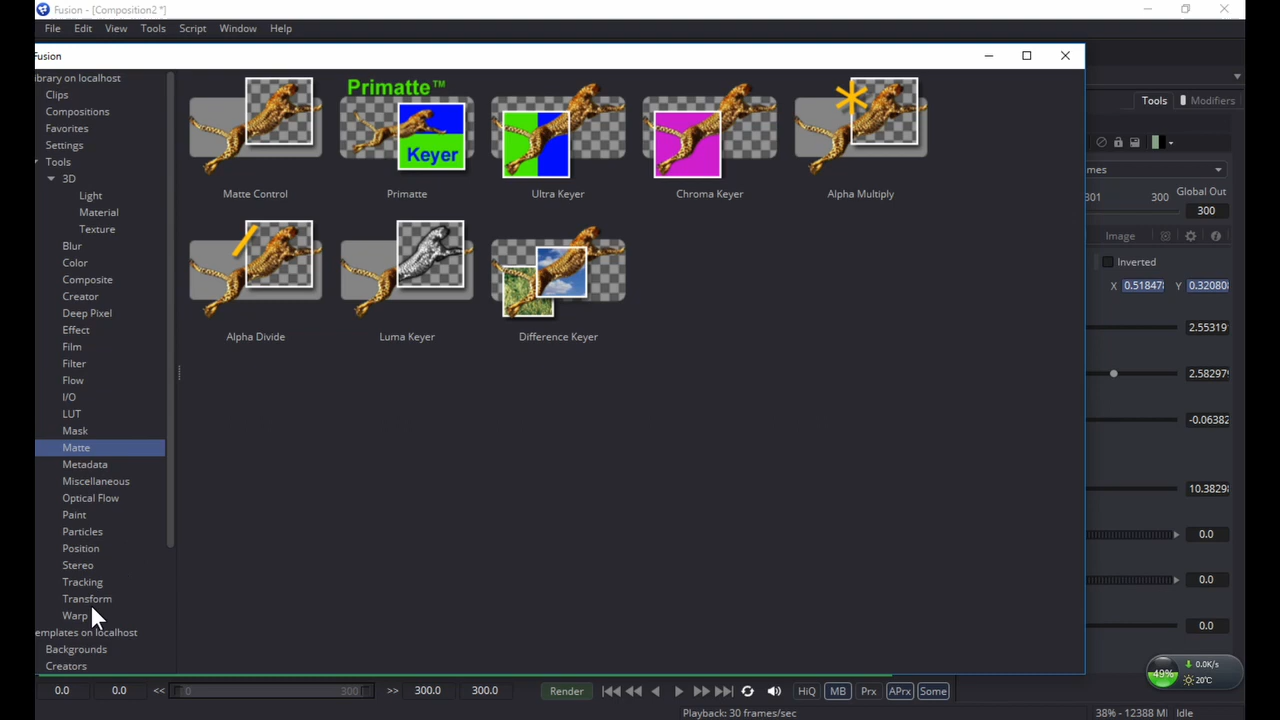 Fusion - [Composition2 *]
File Edit View Tools Script Window Help
Fusion
ibrary on localhost
Clips
Compositions
Favorites
Settings
Tools
3D
Light
Material
Texture
Blur
Color
Composite
Creator
Deep Pixel
Effect
Film
Filter
Flow
I/O
LUT
Mask
Matte
Metadata
Miscellaneous
Optical Flow
Paint
Particles
Position
Stereo
Tracking
Transform
Warp
emplates on localhost
Backgrounds
Creators
Primatte™
Keyer
Matte Control Primatte Ultra Keyer Chroma Keyer Alpha Multiply
Alpha Divide Luma Keyer Difference Keyer
Tools Modifiers
mes
Global Out
301 300
300
Image
Inverted
X 0.51847 Y 0.32080
2.55319
2.58297
-0.06382
10.3829
0.0
0.0
0.0
49% 0.0K/s
20℃
0.0 0.0 << 0 300 >> 300.0 300.0 Render HiQ MB Prx APrx Some
Playback: 30 frames/sec 38% - 12388 M Idle